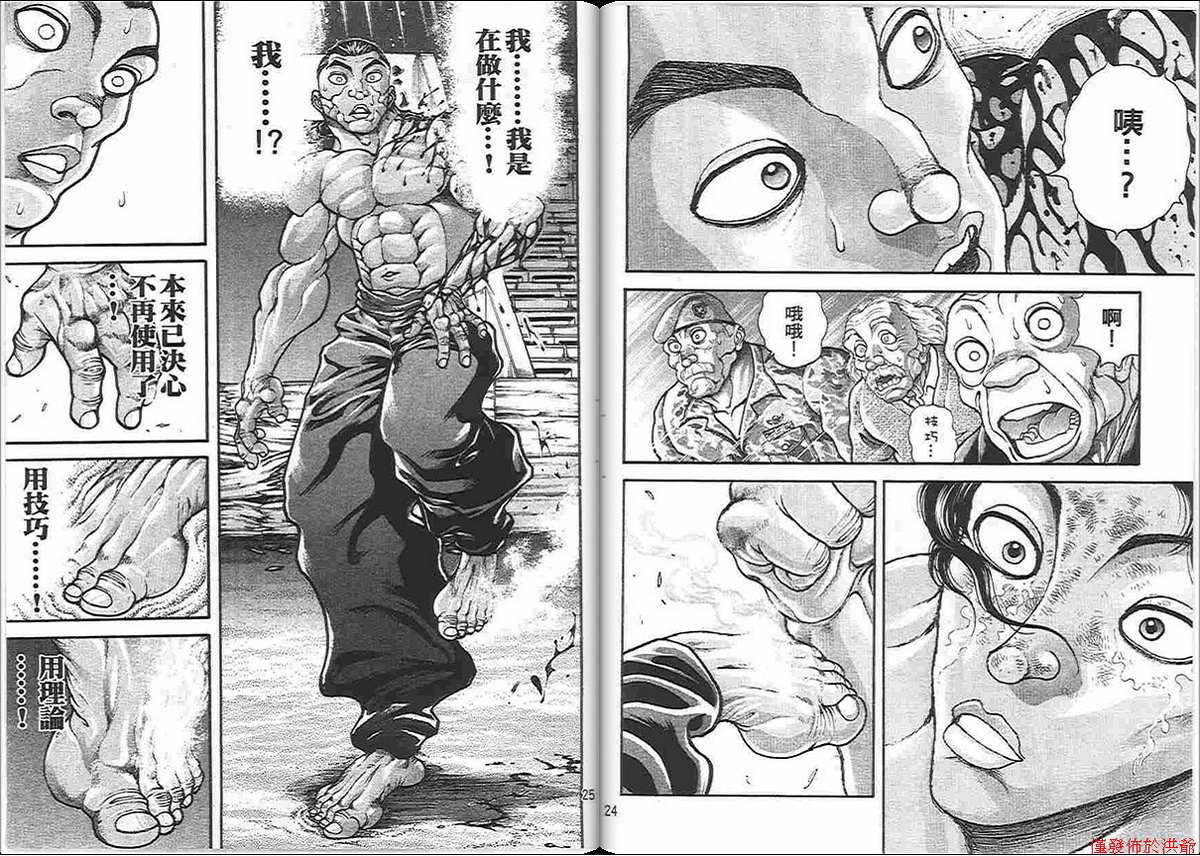 咦…？
啊！
技巧…
哦哦！
24
我………我是
在做什麼…！
我………!?
本來已決心
不再使用了
…！
用技巧……！
用理論
……！
25
僅發佈於洪爺